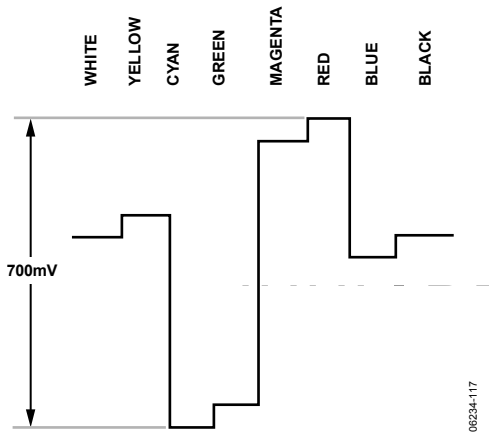 WHITE
YELLOW
CYAN
GREEN
MAGENTA
RED
BLUE
BLACK
700mV
06234-117